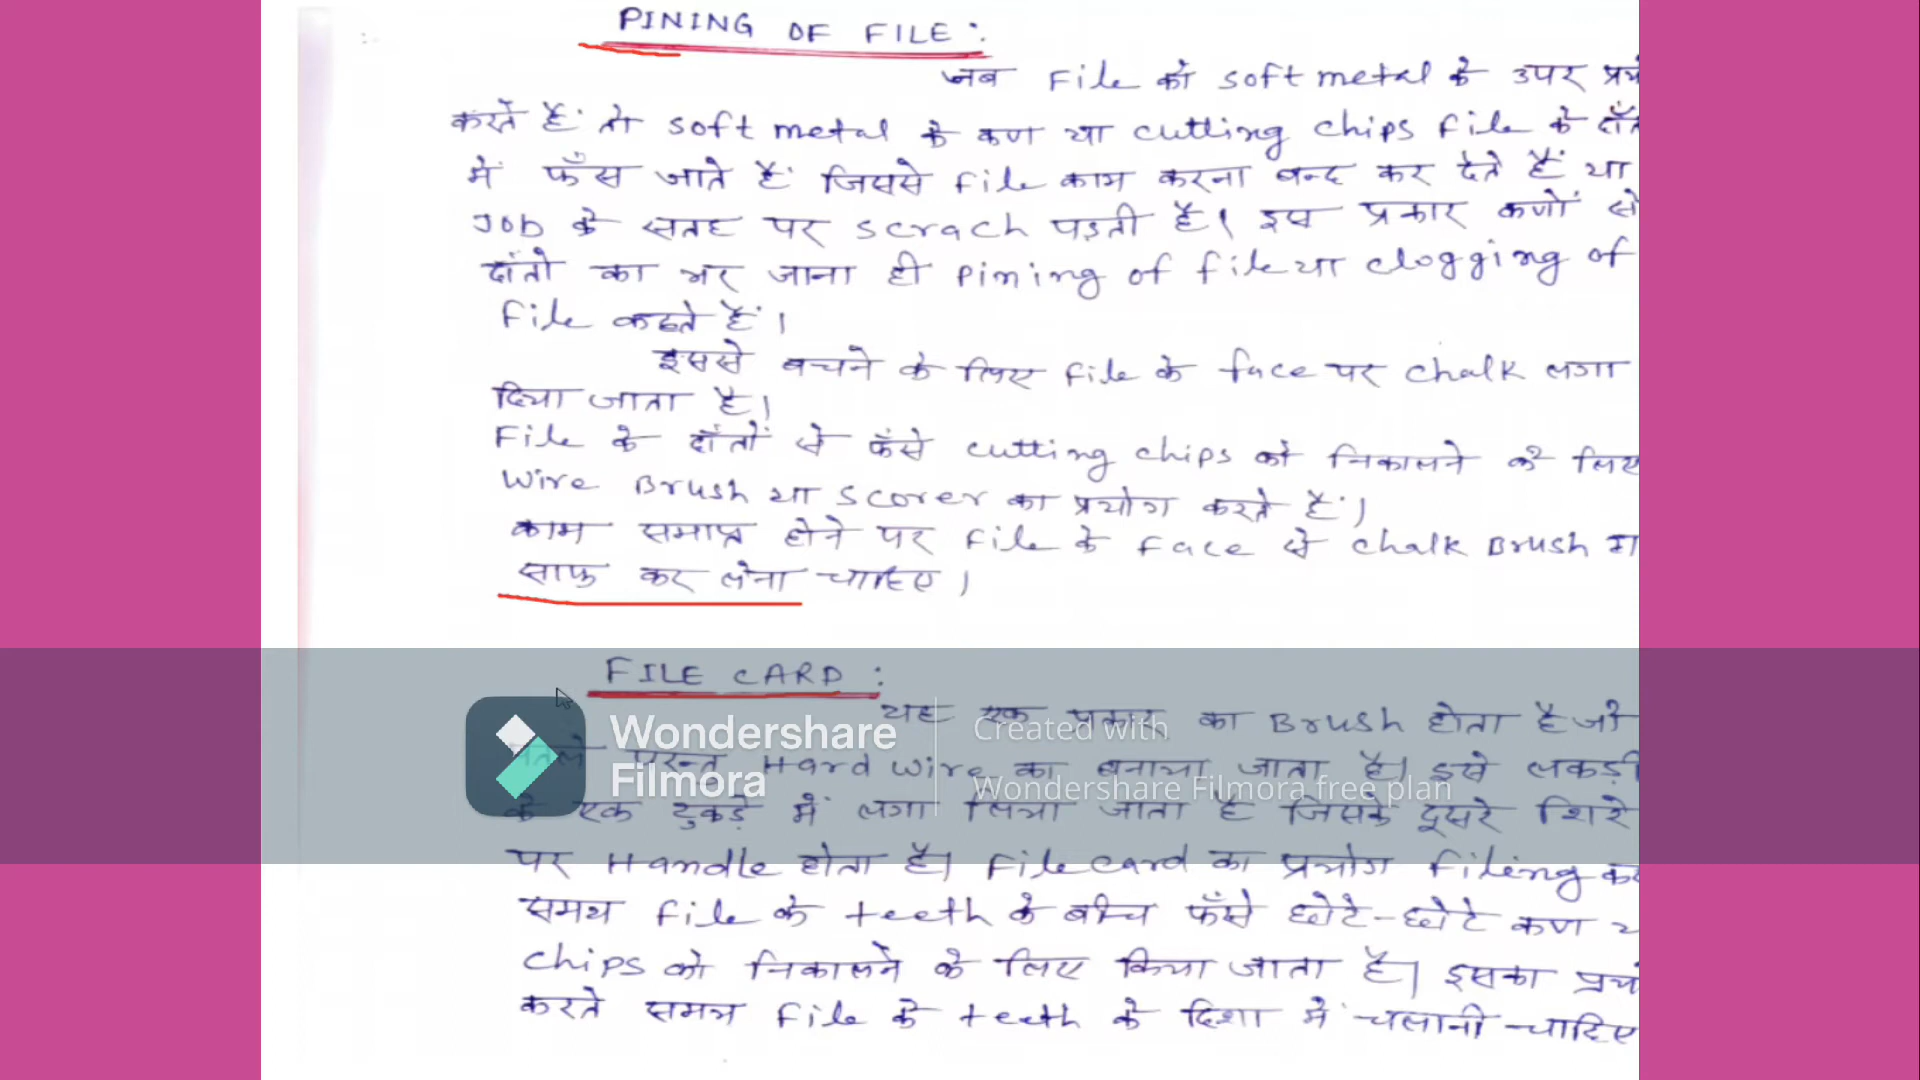 PINING OF FILE :
जब File को soft metal के उपर
करते हैं तो soft metal के कण या cutting chips file के
में फँस जाते हैं जिससे file काम करना बन्द कर देते हैं या
JOB के सतह पर scrach पड़ती है। इस प्रकार कणों से
दांतो का भर जाना ही pining of file या clogging of
file कहते हैं।
इससे बचने के लिए file के face पर chalk लगा
दिया जाता है।
File के दाँतों से फँसे cutting chips को निकालने के लिए
Wire Brush या scorer का प्रयोग करते हैं।
काम समाप्त होने पर file के face से chalk Brush
साफ कर लेना चाहिए।
FILE CARD :
यह एक प्रकार का Brush होता है जो
परन्तु Hard wire का बनाया जाता है। इसे लकड़ी
के एक टुकड़े में लगा लिया जाता है जिसके दूसरे शिरे
Wondershare
Filmora
Created with
Wondershare Filmora free plan
पर Handle होता है। File card का प्रयोग filing
समय file के teeth के बीच फँसे छोटे-छोटे कण
chips को निकालने के लिए किया जाता है। इसका
करते समय file के teeth के दिशा में चलानी चाहिए